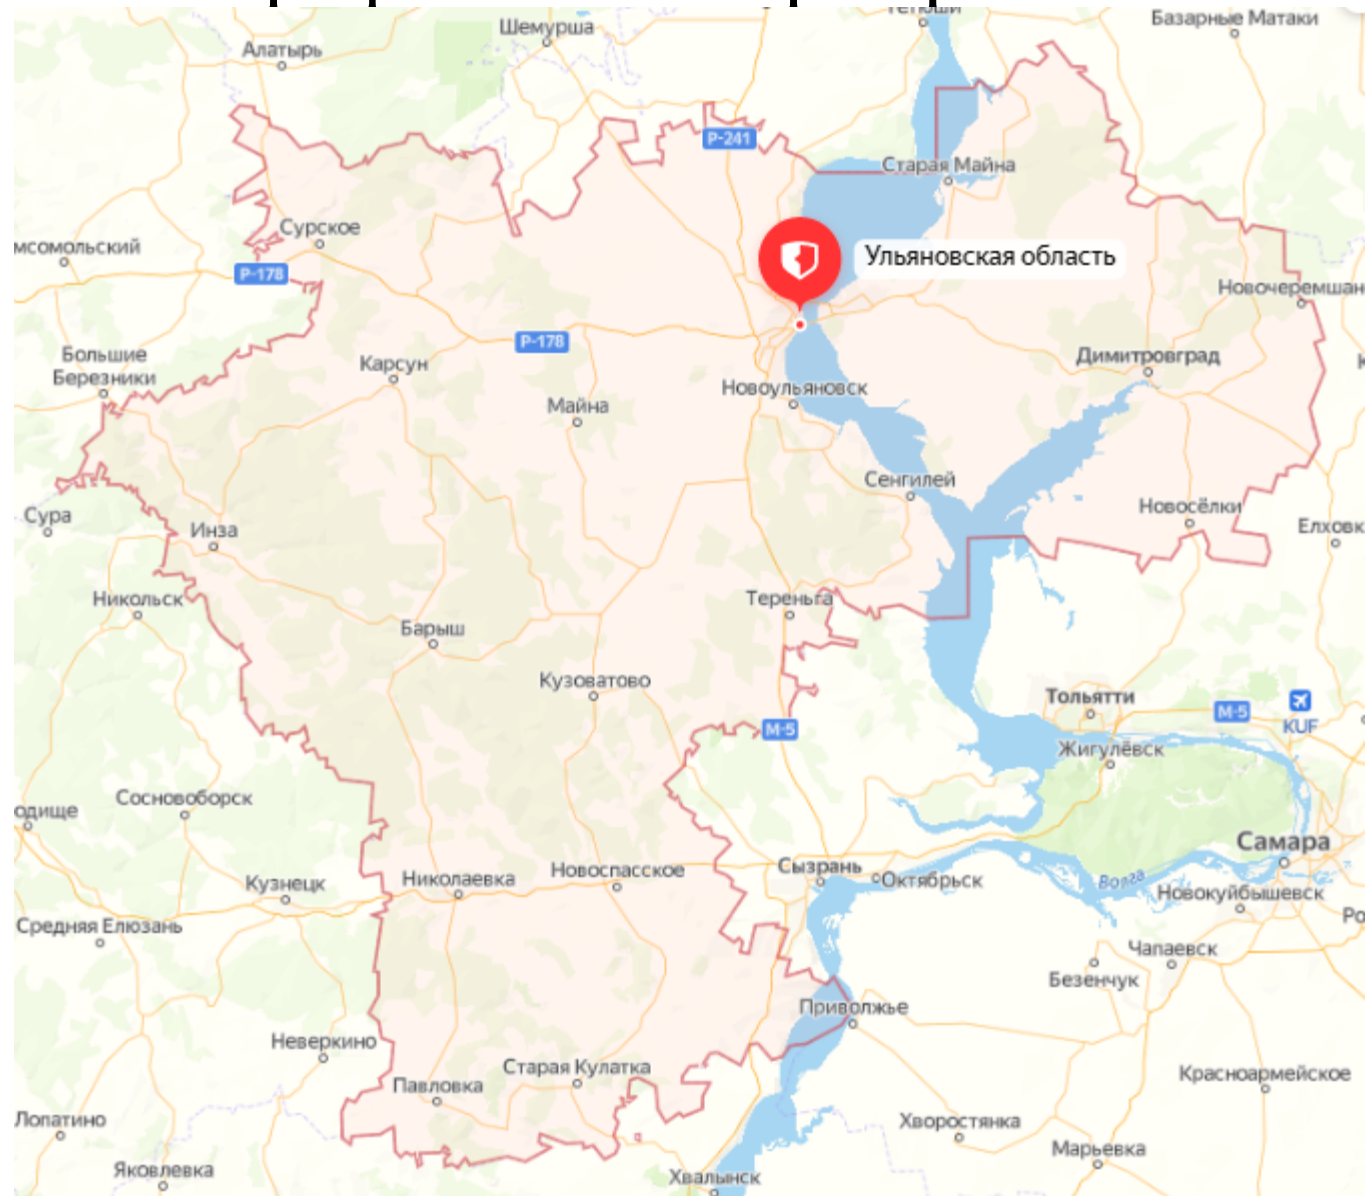 Тетюши
Шемурша
Базарные Матаки
Алатырь
Р-241
Старая Майна
Сурское
мсомольский
Р-178
Ульяновская область
Новочеремшан
Р-178
Большие
Березники
Карсун
Димитровград
Новоульяновск
Майна
Сенгилей
Новосёлки
Сура
Инза
Елховк
Никольск
Тереньга
Барыш
Кузоватово
Тольятти
М-5
KUF
М-5
Жигулёвск
Сосновоборск
одище
Самара
Сызрань
Октябрьск
Волга
Новоспасское
Николаевка
Кузнецк
Новокуйбышевск
Ро
Средняя Елюзань
Чапаевск
Безенчук
Приволжье
Неверкино
Старая Кулатка
Павловка
Красноармейское
Лопатино
Хворостянка
Марьевка
Яковлевка
Хвалынск